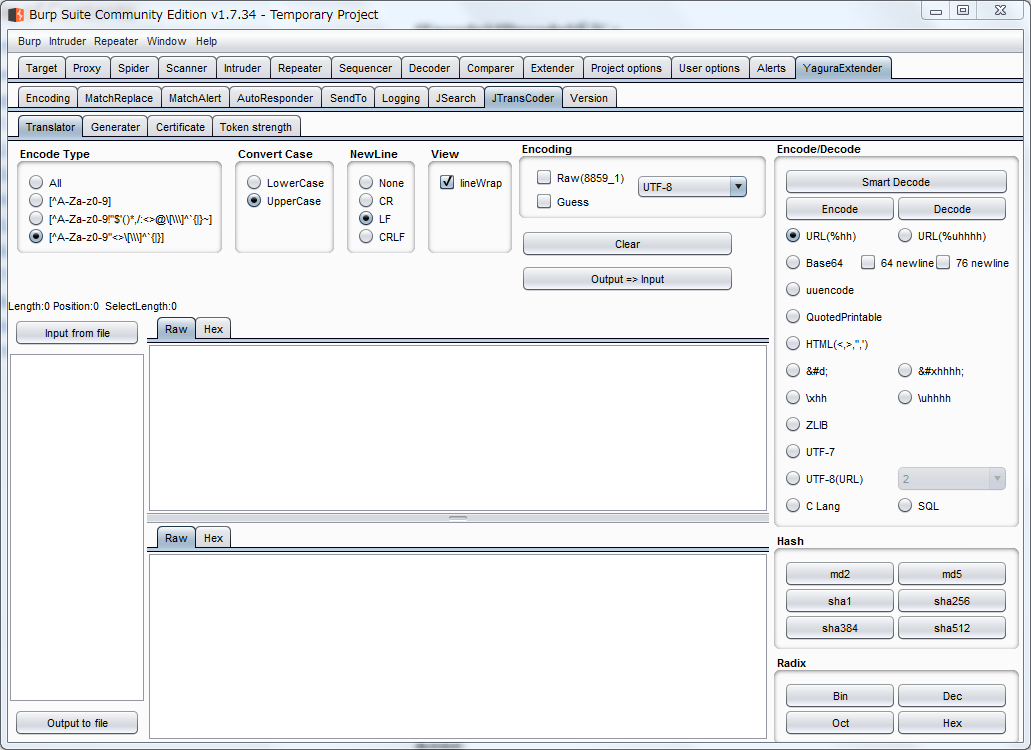 Burp Suite Community Edition v1.7.34 - Temporary Project
Burp Intruder Repeater Window Help
Target Proxy Spider Scanner Intruder Repeater Sequencer Decoder Comparer Extender Project options User options Alerts YaguraExtender
Encoding MatchReplace MatchAlert AutoResponder SendTo Logging JSearch JTransCoder Version
Translator Generater Certificate Token strength
Encode Type
All
[^A-Za-z0-9]
[^A-Za-z0-9!"$'()*,/:<>@\[\\\]^`{|}~]
[^A-Za-z0-9"<>\[\\\]^`{|}]
Convert Case
LowerCase
UpperCase
NewLine
None
CR
LF
CRLF
View
lineWrap
Encoding
Raw(8859_1)
Guess
UTF-8
Clear
Output => Input
Encode/Decode
Smart Decode
Encode Decode
URL(%hh) URL(%uhhhh)
Base64 64 newline 76 newline
uuencode
QuotedPrintable
HTML(<,>,",')
&#d; &#xhhhh;
\xhh \uhhhh
ZLIB
UTF-7
UTF-8(URL) 2
C Lang SQL
Length:0 Position:0 SelectLength:0
Input from file
Raw Hex
Raw Hex
Output to file
Hash
md2 md5
sha1 sha256
sha384 sha512
Radix
Bin Dec
Oct Hex